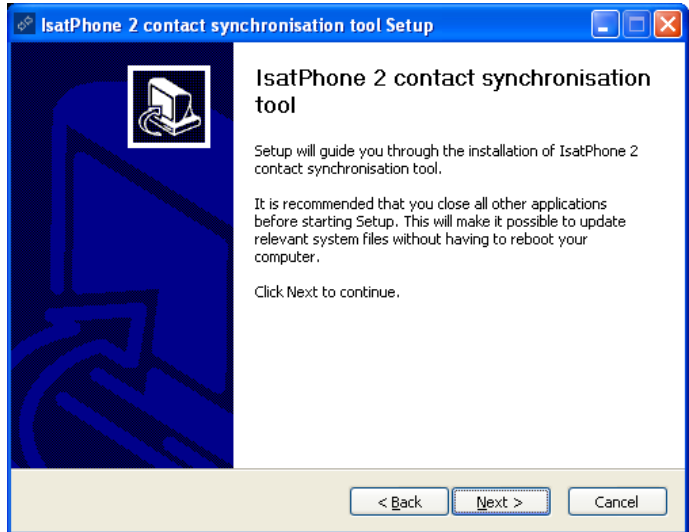 IsatPhone 2 contact synchronisation tool Setup
IsatPhone 2 contact synchronisation
tool
Setup will guide you through the installation of IsatPhone 2
contact synchronisation tool.
It is recommended that you close all other applications
before starting Setup. This will make it possible to update
relevant system files without having to reboot your
computer.
Click Next to continue.
< Back
Next >
Cancel